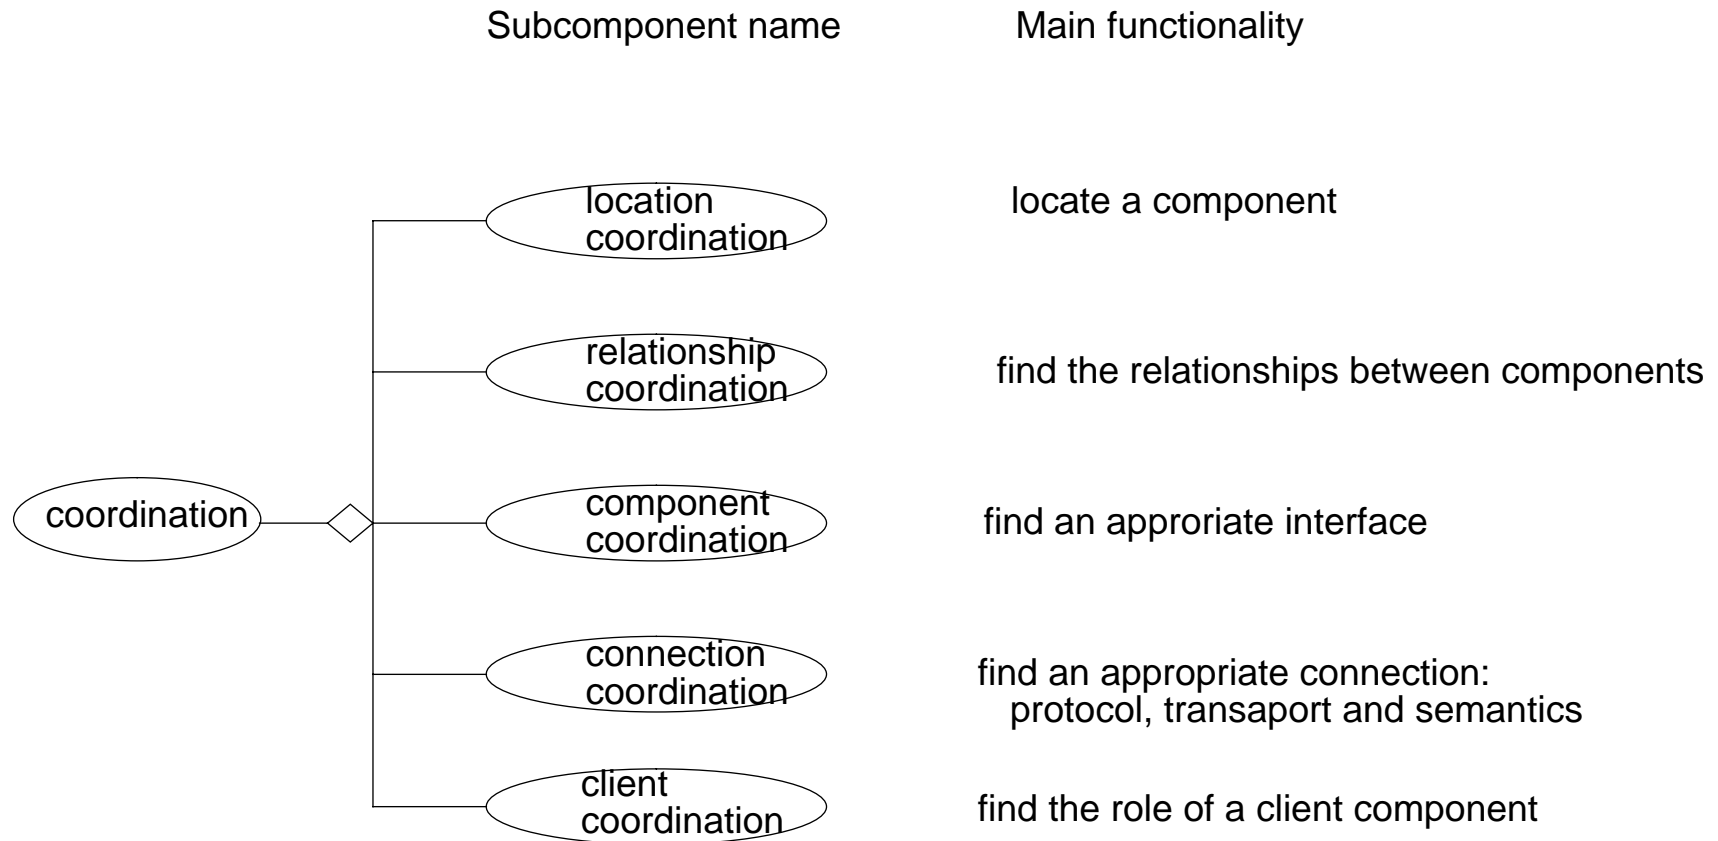 Subcomponent name
Main functionality
location
coordination
locate a component
relationship
coordination
find the relationships between components
coordination
component
coordination
find an approriate interface
connection
coordination
find an appropriate connection:
protocol, transaport and semantics
client
coordination
find the role of a client component